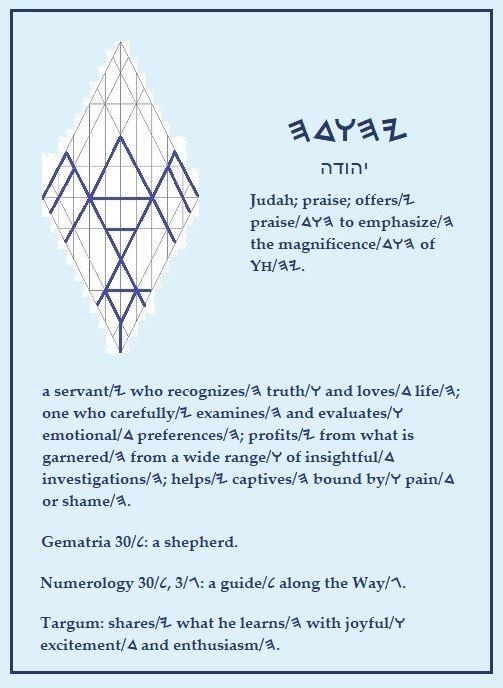 𐤉𐤄𐤅𐤃𐤄
יהודה
Judah; praise; offers/𐤉
praise/𐤄𐤅𐤃 to emphasize/𐤄
the magnificence/𐤄𐤅𐤃 of
YH/𐤉𐤄.
a servant/𐤉 who recognizes/𐤄 truth/𐤅 and loves/𐤃 life/𐤄;
one who carefully/𐤉 examines/𐤄 and evaluates/𐤅
emotional/𐤃 preferences/𐤄; profits/𐤉 from what is
garnered/𐤄 from a wide range/𐤅 of insightful/𐤃
investigations/𐤄; helps/𐤉 captives/𐤄 bound by/𐤅 pain/𐤃
or shame/𐤄.
Gematria 30/𐤋: a shepherd.
Numerology 30/𐤋, 3/𐤂: a guide/𐤋 along the Way/𐤂.
Targum: shares/𐤉 what he learns/𐤄 with joyful/𐤅
excitement/𐤃 and enthusiasm/𐤄.